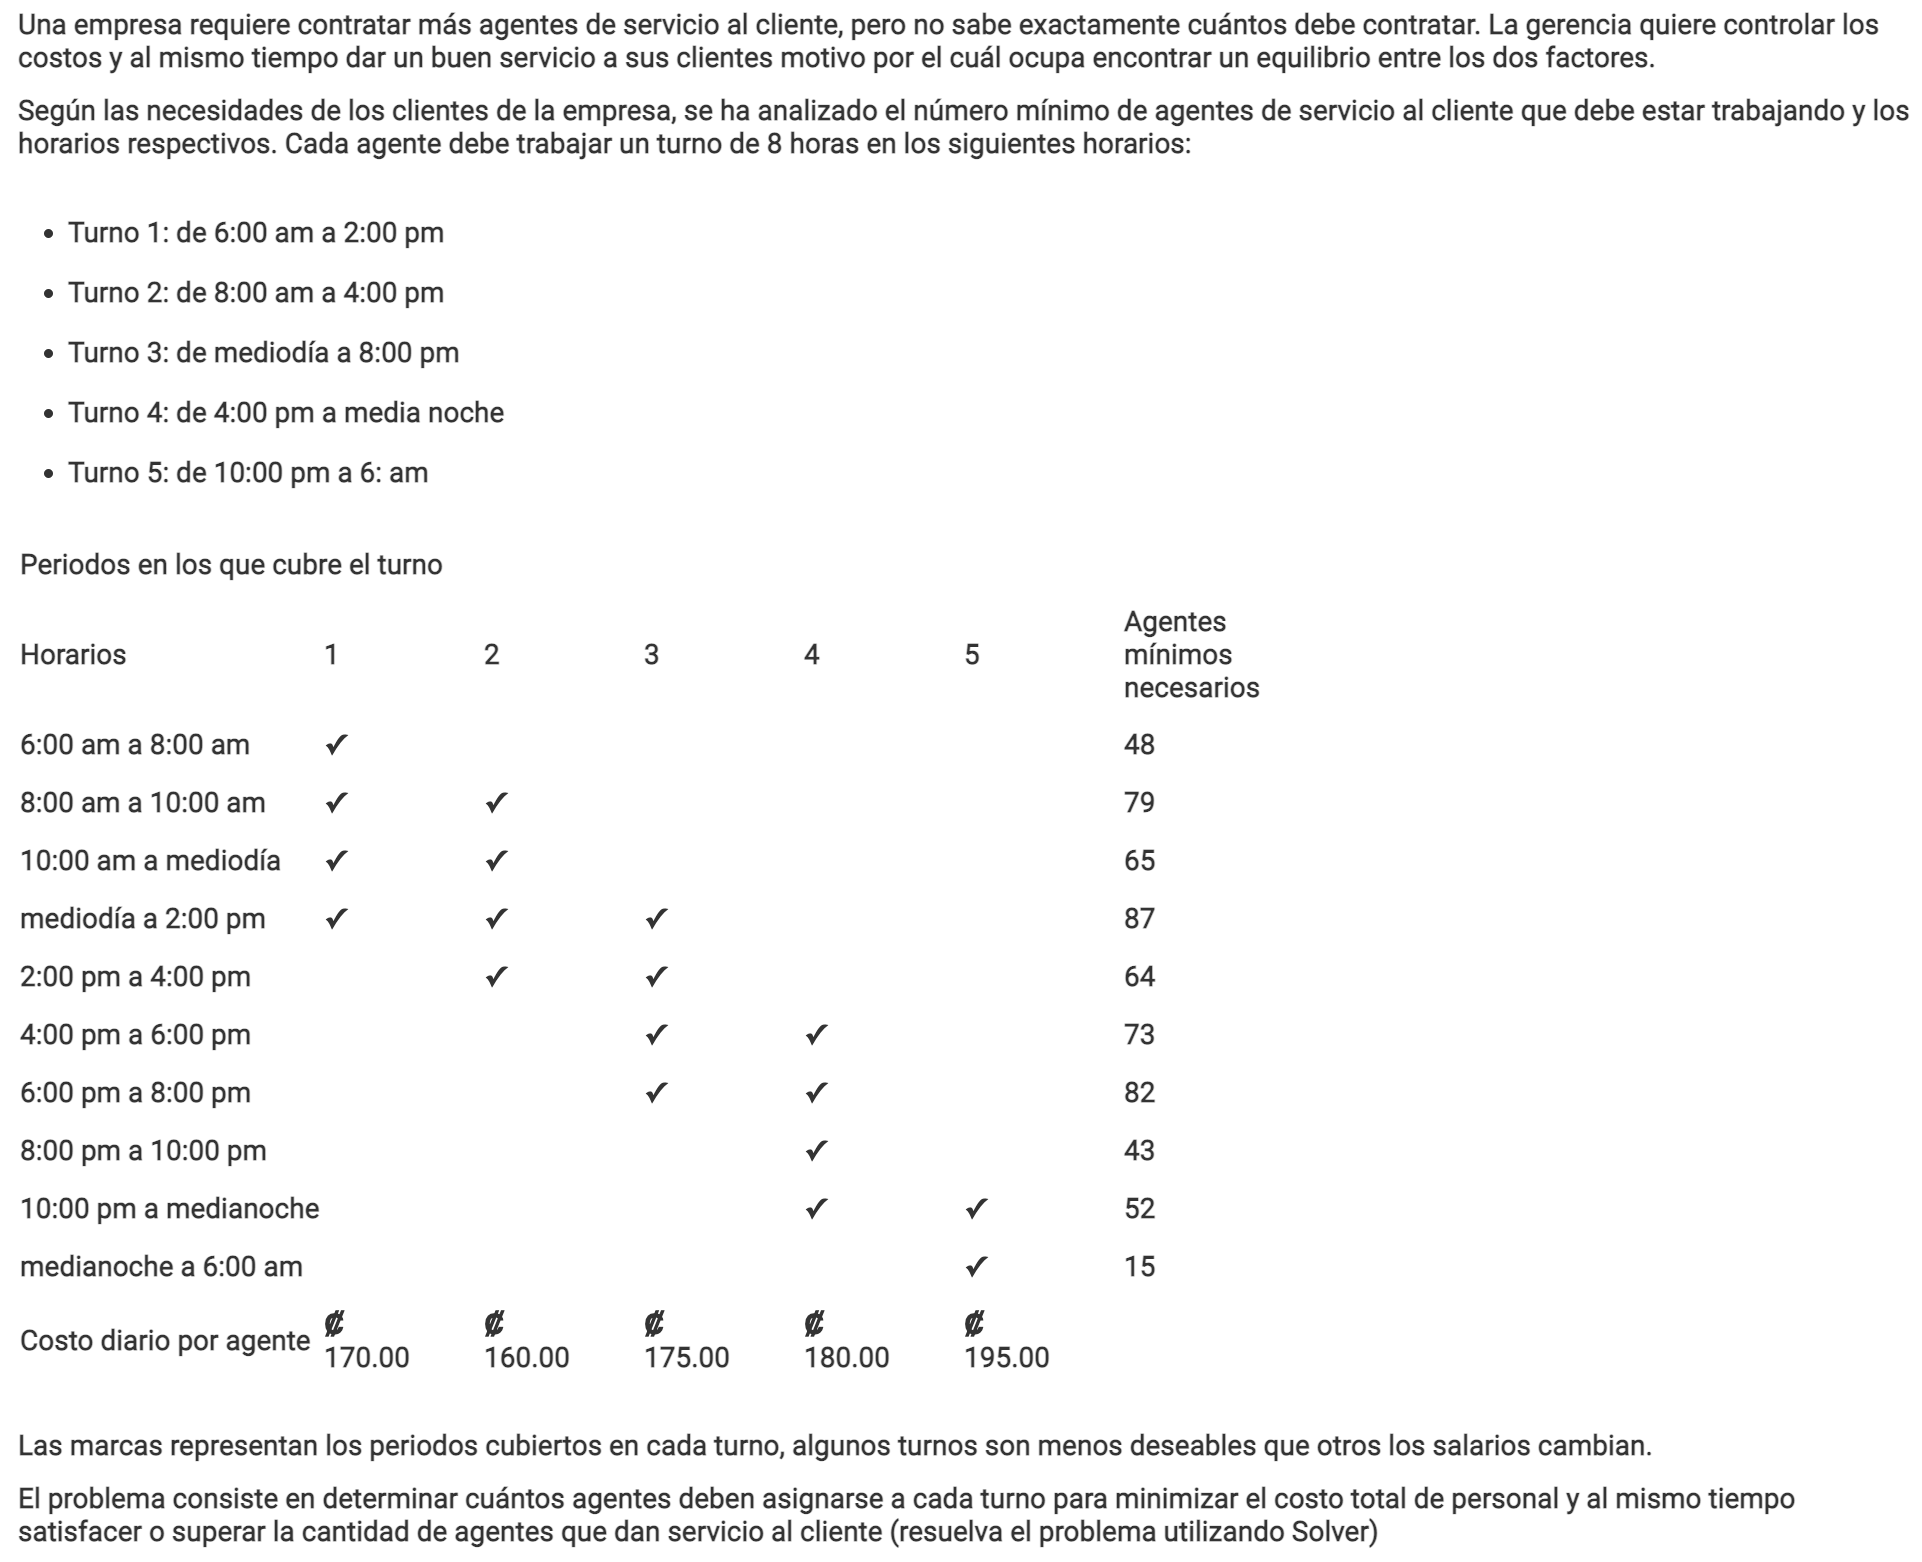 Una empresa requiere contratar más agentes de servicio al cliente, pero no sabe exactamente cuántos debe contratar. La gerencia quiere controlar los
costos y al mismo tiempo dar un buen servicio a sus clientes motivo por el cuál ocupa encontrar un equilibrio entre los dos factores.
Según las necesidades de los clientes de la empresa, se ha analizado el número mínimo de agentes de servicio al cliente que debe estar trabajando y los
horarios respectivos. Cada agente debe trabajar un turno de 8 horas en los siguientes horarios:
• Turno 1: de 6:00 am a 2:00 pm
• Turno 2: de 8:00 am a 4:00 pm
• Turno 3: de mediodía a 8:00 pm
• Turno 4: de 4:00 pm a media noche
• Turno 5: de 10:00 pm a 6: am
Periodos en los que cubre el turno
Horarios 1 2 3 4 5 Agentes mínimos necesarios
6:00 am a 8:00 am ✓ 48
8:00 am a 10:00 am ✓ ✓ 79
10:00 am a mediodía ✓ ✓ 65
mediodía a 2:00 pm ✓ ✓ ✓ 87
2:00 pm a 4:00 pm ✓ ✓ 64
4:00 pm a 6:00 pm ✓ ✓ 73
6:00 pm a 8:00 pm ✓ ✓ 82
8:00 pm a 10:00 pm ✓ 43
10:00 pm a medianoche ✓ ✓ 52
medianoche a 6:00 am ✓ 15
Costo diario por agente ₡ 170.00 ₡ 160.00 ₡ 175.00 ₡ 180.00 ₡ 195.00
Las marcas representan los periodos cubiertos en cada turno, algunos turnos son menos deseables que otros los salarios cambian.
El problema consiste en determinar cuántos agentes deben asignarse a cada turno para minimizar el costo total de personal y al mismo tiempo
satisfacer o superar la cantidad de agentes que dan servicio al cliente (resuelva el problema utilizando Solver)